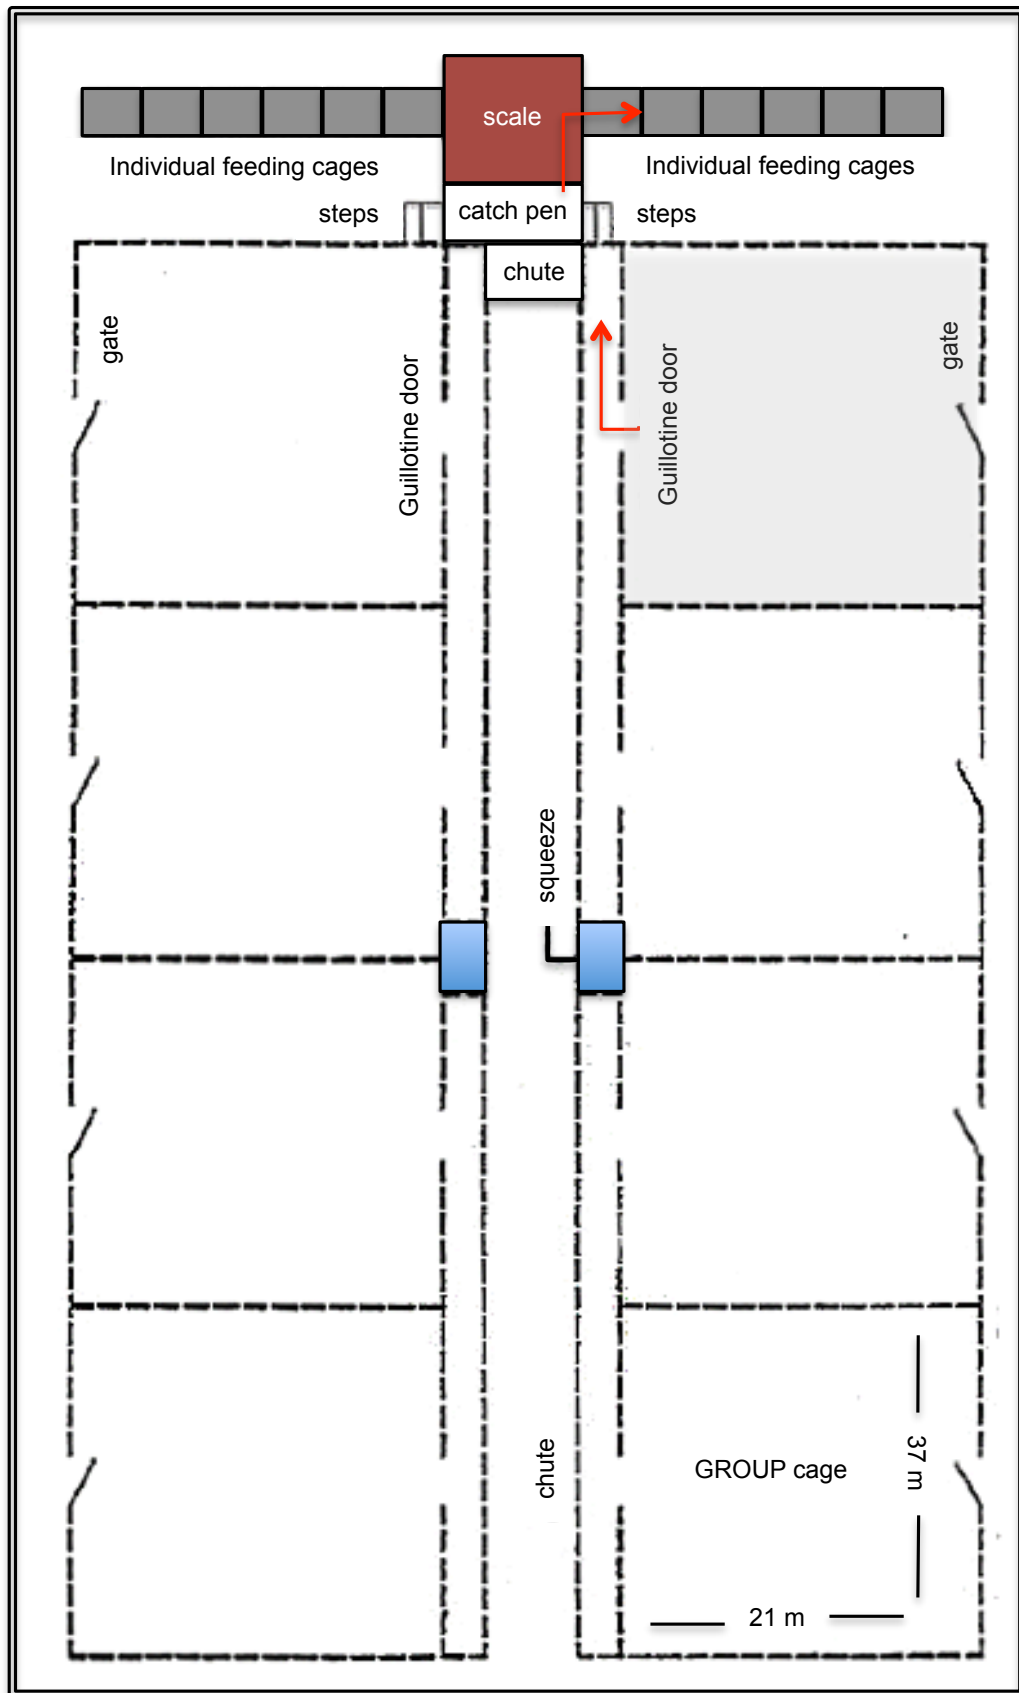 scale
Individual feeding cages
Individual feeding cages
steps
catch pen
steps
chute
gate
Guillotine door
Guillotine door
gate
squeeze
chute
GROUP cage
37 m
21 m